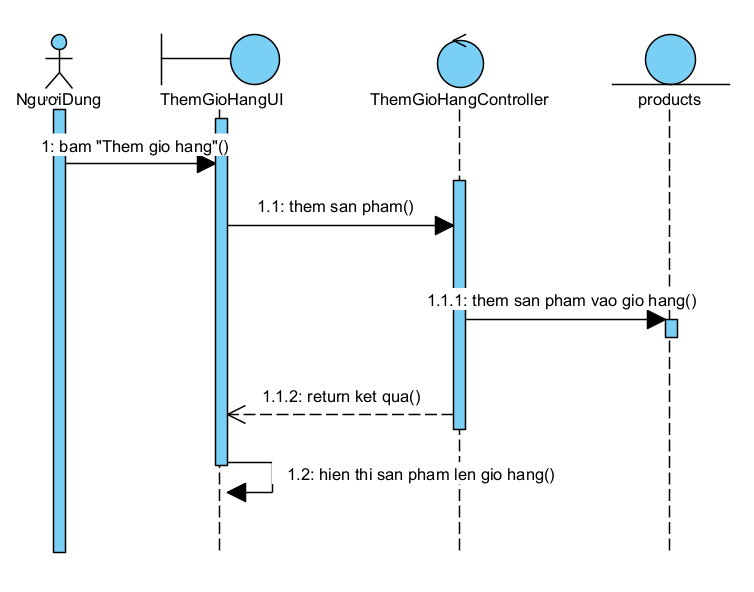 NgươiDung
ThemGioHangUI
ThemGioHangController
products
1: bam "Them gio hang"()
1.1: them san pham()
1.1.1: them san pham vao gio hang()
1.1.2: return ket qua()
1.2: hien thi san pham len gio hang()